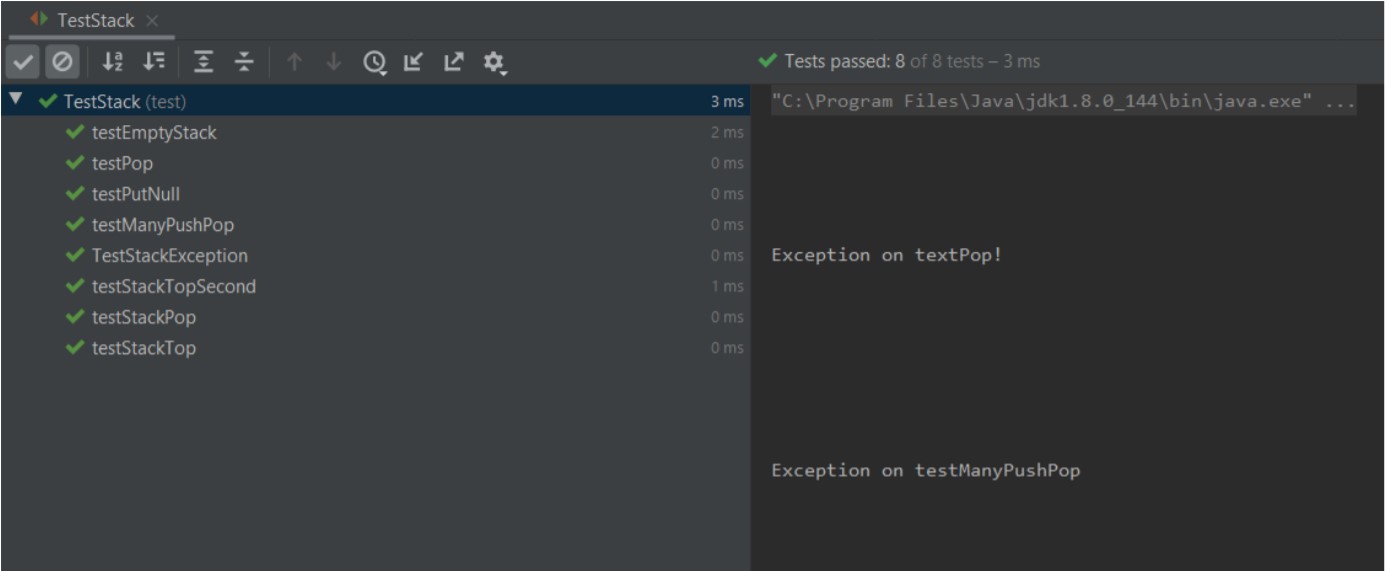 TestStack
Tests passed: 8 of 8 tests – 3 ms
TestStack (test) 3 ms
testEmptyStack 2 ms
testPop 0 ms
testPutNull 0 ms
testManyPushPop 0 ms
TestStackException 0 ms
testStackTopSecond 1 ms
testStackPop 0 ms
testStackTop 0 ms
"C:\Program Files\Java\jdk1.8.0_144\bin\java.exe" ...
Exception on textPop!
Exception on testManyPushPop